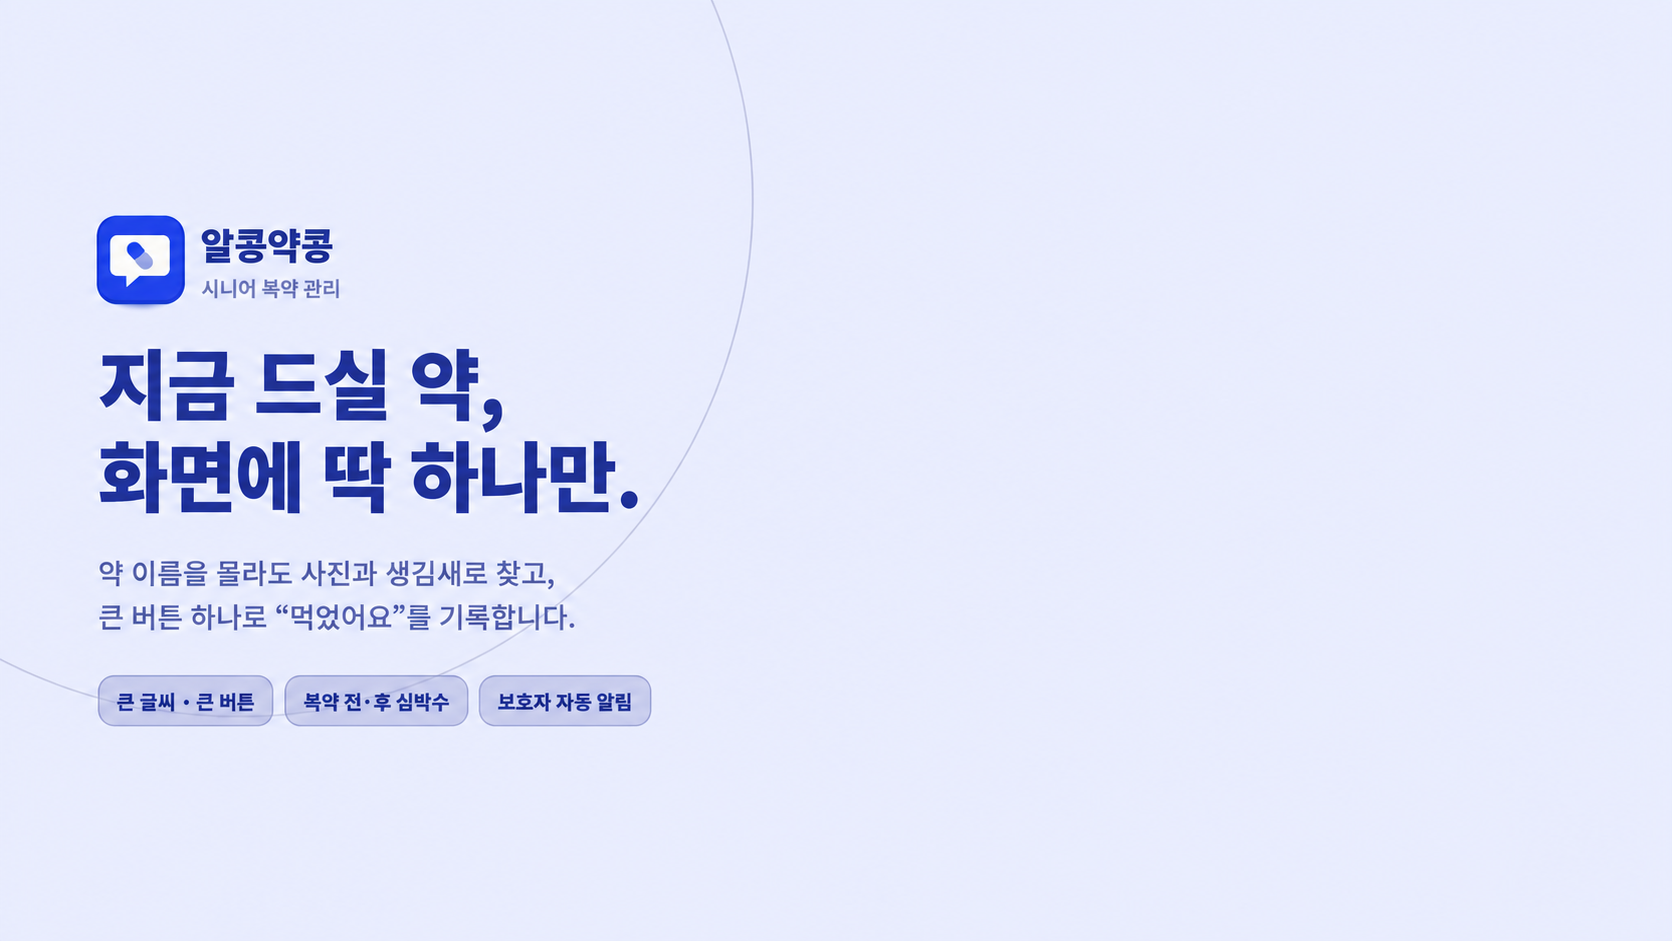 알콩약콩
시니어 복약 관리
지금 드실 약,
화면에 딱 하나만.
약 이름을 몰라도 사진과 생김새로 찾고,
큰 버튼 하나로 “먹었어요”를 기록합니다.
큰 글씨 · 큰 버튼
복약 전·후 심박수
보호자 자동 알림